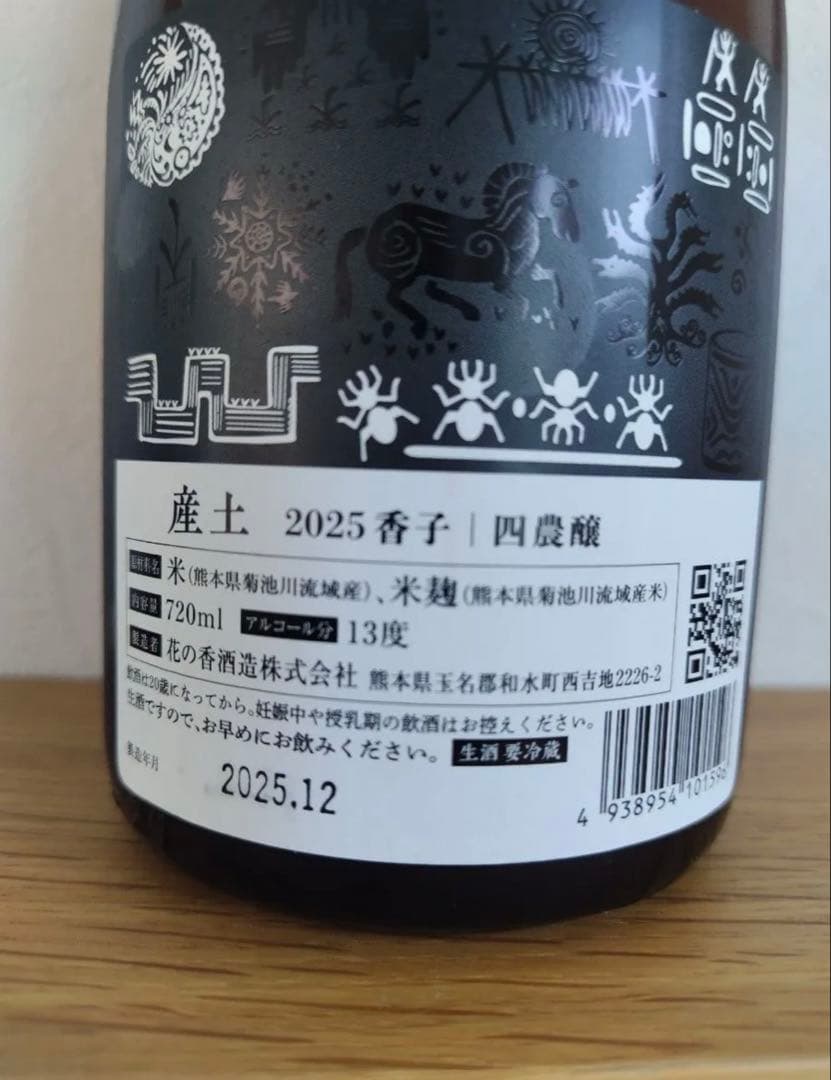 産土 2025 香子|四農醸
原材料名 米(熊本県菊池川流域産)、米麹(熊本県菊池川流域産米)
内容量 720ml アルコール分 13度
製造者 花の香酒造株式会社 熊本県玉名郡和水町西吉地2226-2
飲酒は20歳になってから。妊娠中や授乳期の飲酒はお控えください。
生酒ですので、お早めにお飲みください。 生酒 要冷蔵
製造年月 2025.12
4 938954 101596